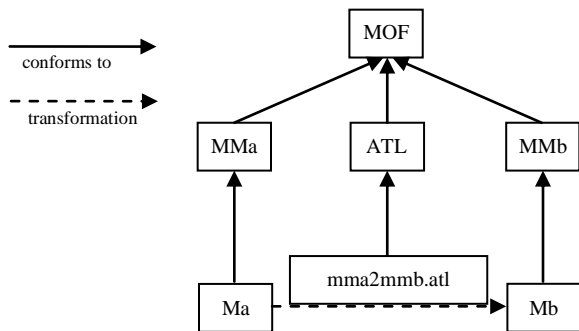 MOF
conforms to
transformation
MMa
ATL
MMb
mma2mmb.atl
Ma
Mb